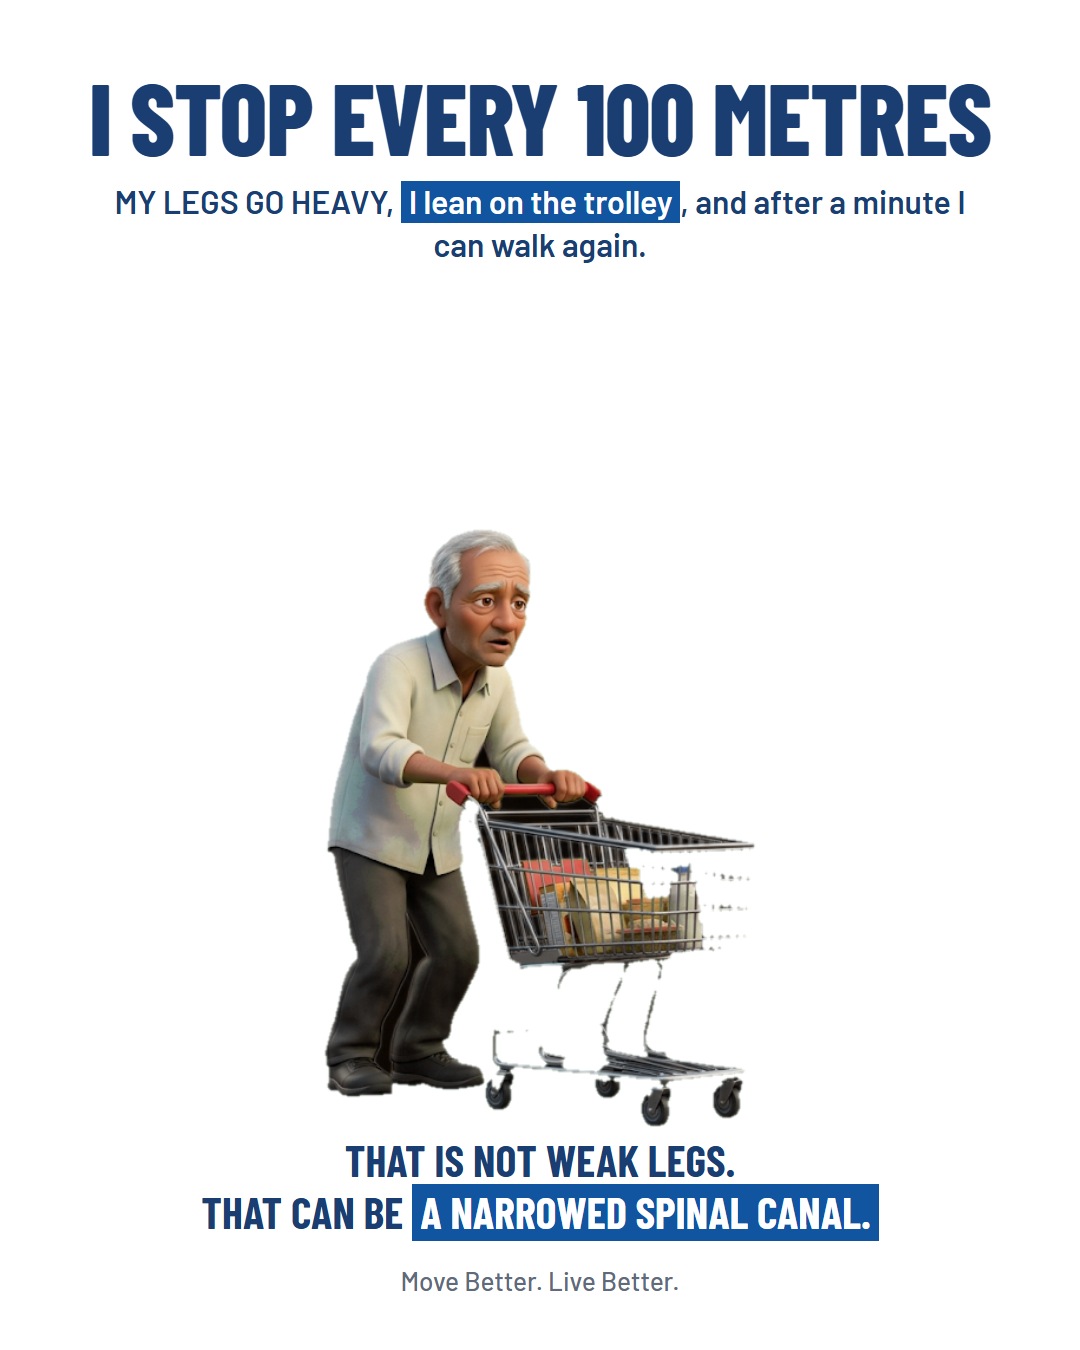 I STOP EVERY 100 METRES
MY LEGS GO HEAVY, I lean on the trolley, and after a minute I
can walk again.
THAT IS NOT WEAK LEGS.
THAT CAN BE A NARROWED SPINAL CANAL.
Move Better. Live Better.